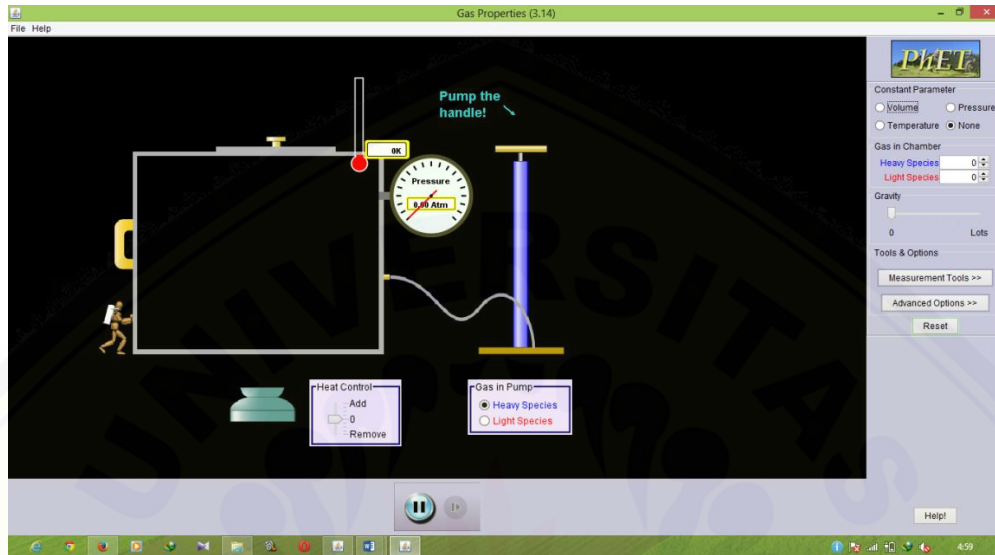 Gas Properties (3.14)
File Help
Pump the
handle!
0K
Pressure
0.00 Atm
PhET
Constant Parameter
Volume Pressure
Temperature None
Gas in Chamber
Heavy Species 0
Light Species 0
Gravity
0 Lots
Tools & Options
Measurement Tools >>
Advanced Options >>
Reset
Heat Control
Add
0
Remove
Gas in Pump
Heavy Species
Light Species
Help!
4:59
UNIVERSITAS